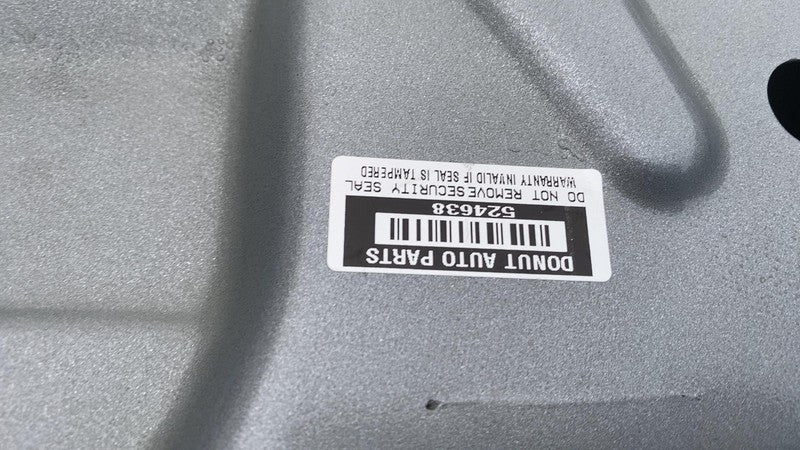 DONUT AUTO PARTS
524638
DO NOT REMOVE SECURITY SEAL
WARRANTY INVALID IF SEAL IS TAMPERED